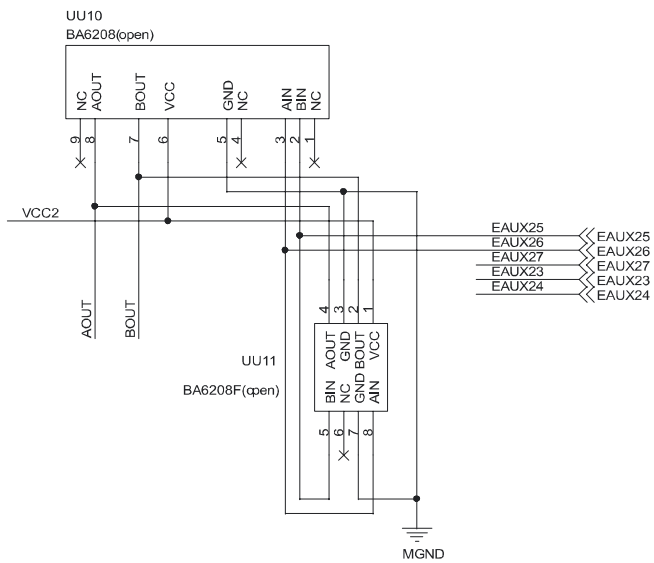 UU10
BA6208(open)
NC AOUT BOUT VCC GND NC AIN BIN NC
9 8 7 6 5 4 3 2 1
VCC2
EAUX25 EAUX25
EAUX26 EAUX26
EAUX27 EAUX27
EAUX23 EAUX23
EAUX24 EAUX24
AOUT BOUT
4 3 2 1
AOUT GND BOUT VCC
UU11
BA6208F(open)
BIN NC GND AIN
5 6 7 8
MGND